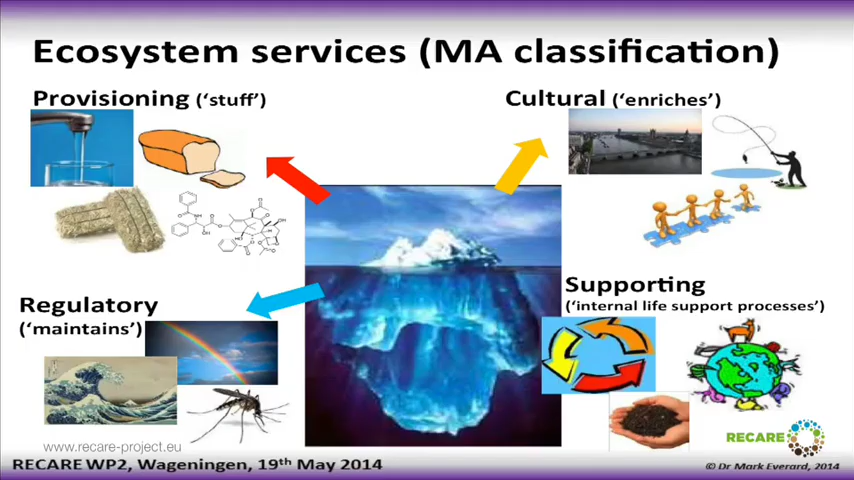 Ecosystem services (MA classification)
Provisioning ('stuff')
Cultural ('enriches')
Regulatory
('maintains')
Supporting
('internal life support processes')
www.recare-project.eu
RECARE
RECARE WP2, Wageningen, 19th May 2014
© Dr Mark Everard, 2014